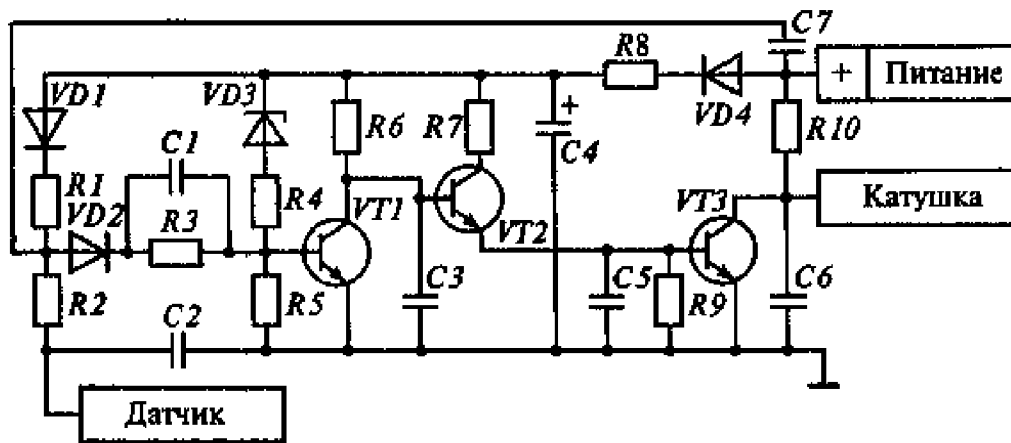 C7
R8
+
Питание
VD1
VD3
R6
R7
+
C4
VD4
R10
C1
R1
VD2
R3
R4
VT1
VT2
VT3
Катушка
R2
C2
R5
C3
C5
R9
C6
Датчик